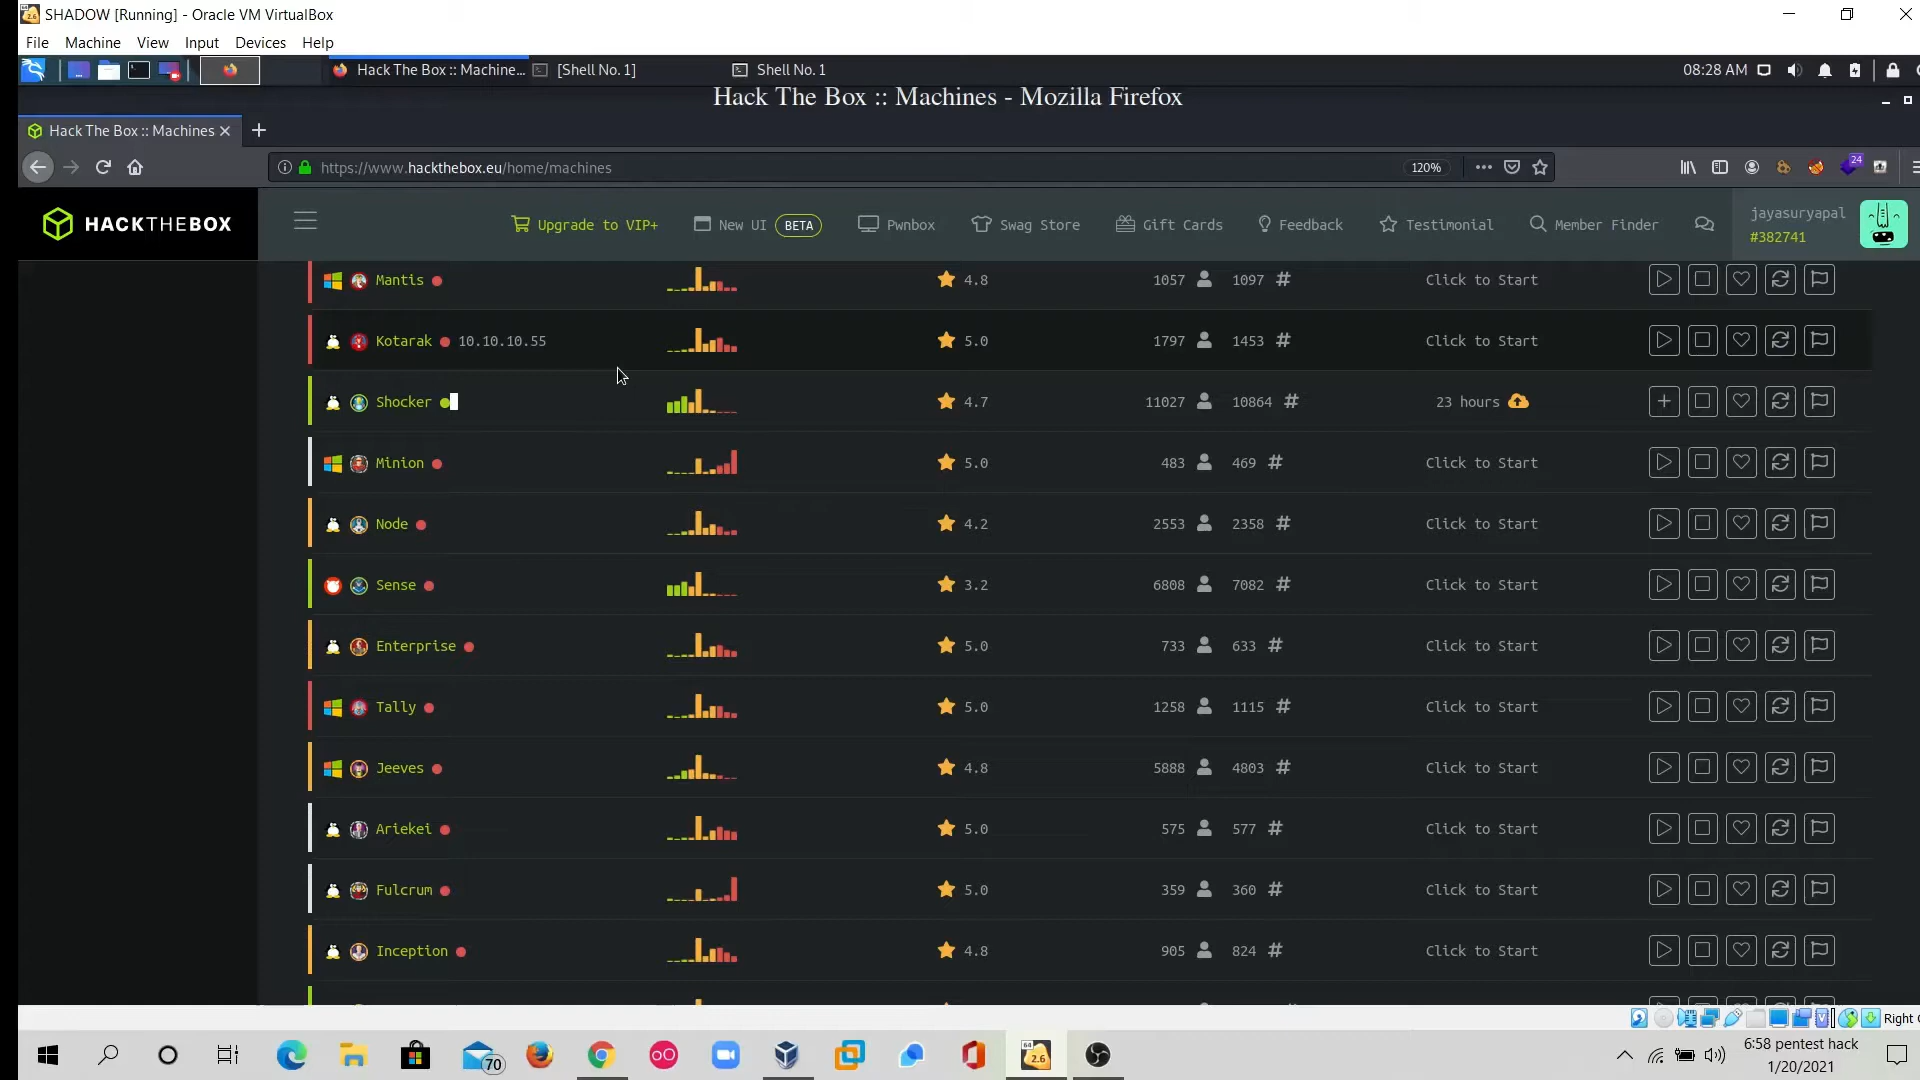 SHADOW [Running] - Oracle VM VirtualBox
File Machine View Input Devices Help
Hack The Box :: Machine... [Shell No. 1] Shell No. 1 08:28 AM
Hack The Box :: Machines - Mozilla Firefox
Hack The Box :: Machines
https://www.hackthebox.eu/home/machines 120% 24
HACKTHEBOX Upgrade to VIP+ New UI BETA Pwnbox Swag Store Gift Cards Feedback Testimonial Member Finder jayasuryapal
#382741
Mantis 4.8 1057 1097 # Click to Start
Kotarak 10.10.10.55 5.0 1797 1453 # Click to Start
Shocker 4.7 11027 10864 # 23 hours
Minion 5.0 483 469 # Click to Start
Node 4.2 2553 2358 # Click to Start
Sense 3.2 6808 7082 # Click to Start
Enterprise 5.0 733 633 # Click to Start
Tally 5.0 1258 1115 # Click to Start
Jeeves 4.8 5888 4803 # Click to Start
Ariekei 5.0 575 577 # Click to Start
Fulcrum 5.0 359 360 # Click to Start
Inception 4.8 905 824 # Click to Start
Right
70 64 2.6 6:58 pentest hack
1/20/2021